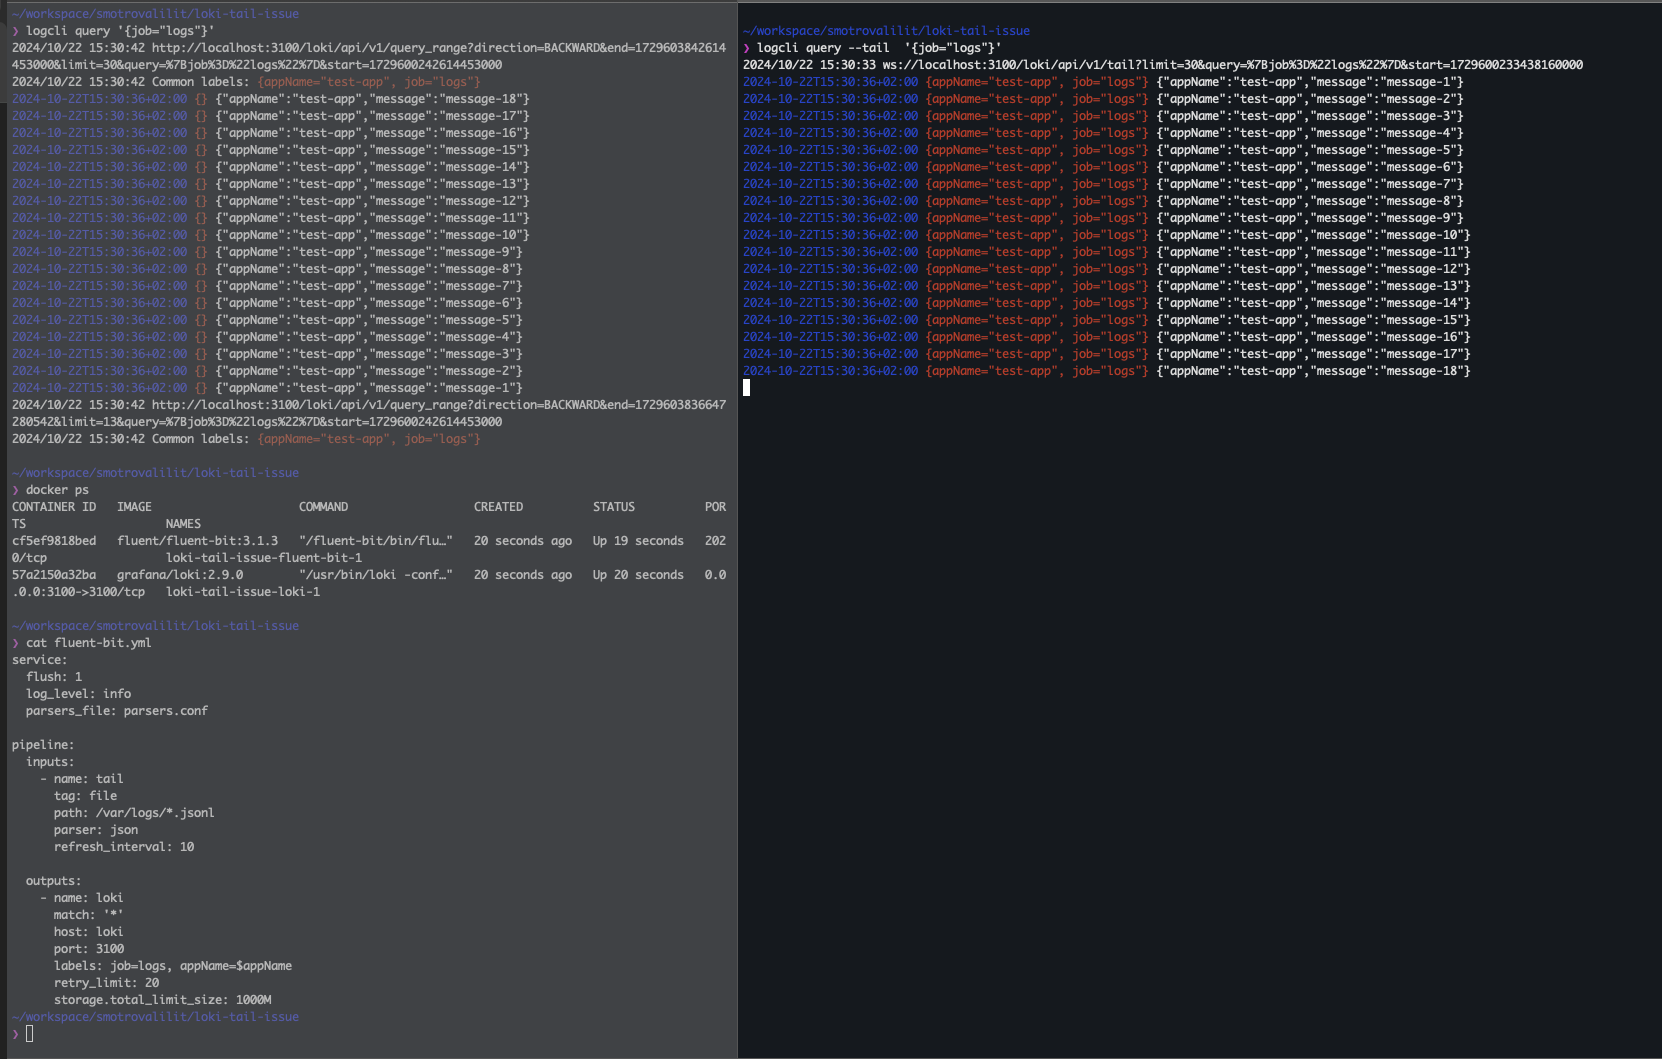 ~/workspace/smotrovalilit/loki-tail-issue
❯ logcli query '{job="logs"}'
2024/10/22 15:30:42 http://localhost:3100/loki/api/v1/query_range?direction=BACKWARD&end=1729603842614
453000&limit=30&query=%7Bjob%3D%22logs%22%7D&start=1729600242614453000
2024/10/22 15:30:42 Common labels: {appName="test-app", job="logs"}
2024-10-22T15:30:36+02:00 {} {"appName":"test-app","message":"message-18"}
2024-10-22T15:30:36+02:00 {} {"appName":"test-app","message":"message-17"}
2024-10-22T15:30:36+02:00 {} {"appName":"test-app","message":"message-16"}
2024-10-22T15:30:36+02:00 {} {"appName":"test-app","message":"message-15"}
2024-10-22T15:30:36+02:00 {} {"appName":"test-app","message":"message-14"}
2024-10-22T15:30:36+02:00 {} {"appName":"test-app","message":"message-13"}
2024-10-22T15:30:36+02:00 {} {"appName":"test-app","message":"message-12"}
2024-10-22T15:30:36+02:00 {} {"appName":"test-app","message":"message-11"}
2024-10-22T15:30:36+02:00 {} {"appName":"test-app","message":"message-10"}
2024-10-22T15:30:36+02:00 {} {"appName":"test-app","message":"message-9"}
2024-10-22T15:30:36+02:00 {} {"appName":"test-app","message":"message-8"}
2024-10-22T15:30:36+02:00 {} {"appName":"test-app","message":"message-7"}
2024-10-22T15:30:36+02:00 {} {"appName":"test-app","message":"message-6"}
2024-10-22T15:30:36+02:00 {} {"appName":"test-app","message":"message-5"}
2024-10-22T15:30:36+02:00 {} {"appName":"test-app","message":"message-4"}
2024-10-22T15:30:36+02:00 {} {"appName":"test-app","message":"message-3"}
2024-10-22T15:30:36+02:00 {} {"appName":"test-app","message":"message-2"}
2024-10-22T15:30:36+02:00 {} {"appName":"test-app","message":"message-1"}
2024/10/22 15:30:42 http://localhost:3100/loki/api/v1/query_range?direction=BACKWARD&end=1729603836647
280542&limit=13&query=%7Bjob%3D%22logs%22%7D&start=1729600242614453000
2024/10/22 15:30:42 Common labels: {appName="test-app", job="logs"}
~/workspace/smotrovalilit/loki-tail-issue
❯ docker ps
CONTAINER ID   IMAGE                     COMMAND                  CREATED          STATUS          POR
TS                    NAMES
cf5ef9818bed   fluent/fluent-bit:3.1.3   "/fluent-bit/bin/flu…"   20 seconds ago   Up 19 seconds   202
0/tcp                 loki-tail-issue-fluent-bit-1
57a2150a32ba   grafana/loki:2.9.0        "/usr/bin/loki -conf…"   20 seconds ago   Up 20 seconds   0.0
.0.0:3100->3100/tcp   loki-tail-issue-loki-1
~/workspace/smotrovalilit/loki-tail-issue
❯ cat fluent-bit.yml
service:
  flush: 1
  log_level: info
  parsers_file: parsers.conf
pipeline:
  inputs:
    - name: tail
      tag: file
      path: /var/logs/*.jsonl
      parser: json
      refresh_interval: 10
  outputs:
    - name: loki
      match: '*'
      host: loki
      port: 3100
      labels: job=logs, appName=$appName
      retry_limit: 20
      storage.total_limit_size: 1000M
~/workspace/smotrovalilit/loki-tail-issue
❯
~/workspace/smotrovalilit/loki-tail-issue
❯ logcli query --tail  '{job="logs"}'
2024/10/22 15:30:33 ws://localhost:3100/loki/api/v1/tail?limit=30&query=%7Bjob%3D%22logs%22%7D&start=1729600233438160000
2024-10-22T15:30:36+02:00 {appName="test-app", job="logs"} {"appName":"test-app","message":"message-1"}
2024-10-22T15:30:36+02:00 {appName="test-app", job="logs"} {"appName":"test-app","message":"message-2"}
2024-10-22T15:30:36+02:00 {appName="test-app", job="logs"} {"appName":"test-app","message":"message-3"}
2024-10-22T15:30:36+02:00 {appName="test-app", job="logs"} {"appName":"test-app","message":"message-4"}
2024-10-22T15:30:36+02:00 {appName="test-app", job="logs"} {"appName":"test-app","message":"message-5"}
2024-10-22T15:30:36+02:00 {appName="test-app", job="logs"} {"appName":"test-app","message":"message-6"}
2024-10-22T15:30:36+02:00 {appName="test-app", job="logs"} {"appName":"test-app","message":"message-7"}
2024-10-22T15:30:36+02:00 {appName="test-app", job="logs"} {"appName":"test-app","message":"message-8"}
2024-10-22T15:30:36+02:00 {appName="test-app", job="logs"} {"appName":"test-app","message":"message-9"}
2024-10-22T15:30:36+02:00 {appName="test-app", job="logs"} {"appName":"test-app","message":"message-10"}
2024-10-22T15:30:36+02:00 {appName="test-app", job="logs"} {"appName":"test-app","message":"message-11"}
2024-10-22T15:30:36+02:00 {appName="test-app", job="logs"} {"appName":"test-app","message":"message-12"}
2024-10-22T15:30:36+02:00 {appName="test-app", job="logs"} {"appName":"test-app","message":"message-13"}
2024-10-22T15:30:36+02:00 {appName="test-app", job="logs"} {"appName":"test-app","message":"message-14"}
2024-10-22T15:30:36+02:00 {appName="test-app", job="logs"} {"appName":"test-app","message":"message-15"}
2024-10-22T15:30:36+02:00 {appName="test-app", job="logs"} {"appName":"test-app","message":"message-16"}
2024-10-22T15:30:36+02:00 {appName="test-app", job="logs"} {"appName":"test-app","message":"message-17"}
2024-10-22T15:30:36+02:00 {appName="test-app", job="logs"} {"appName":"test-app","message":"message-18"}